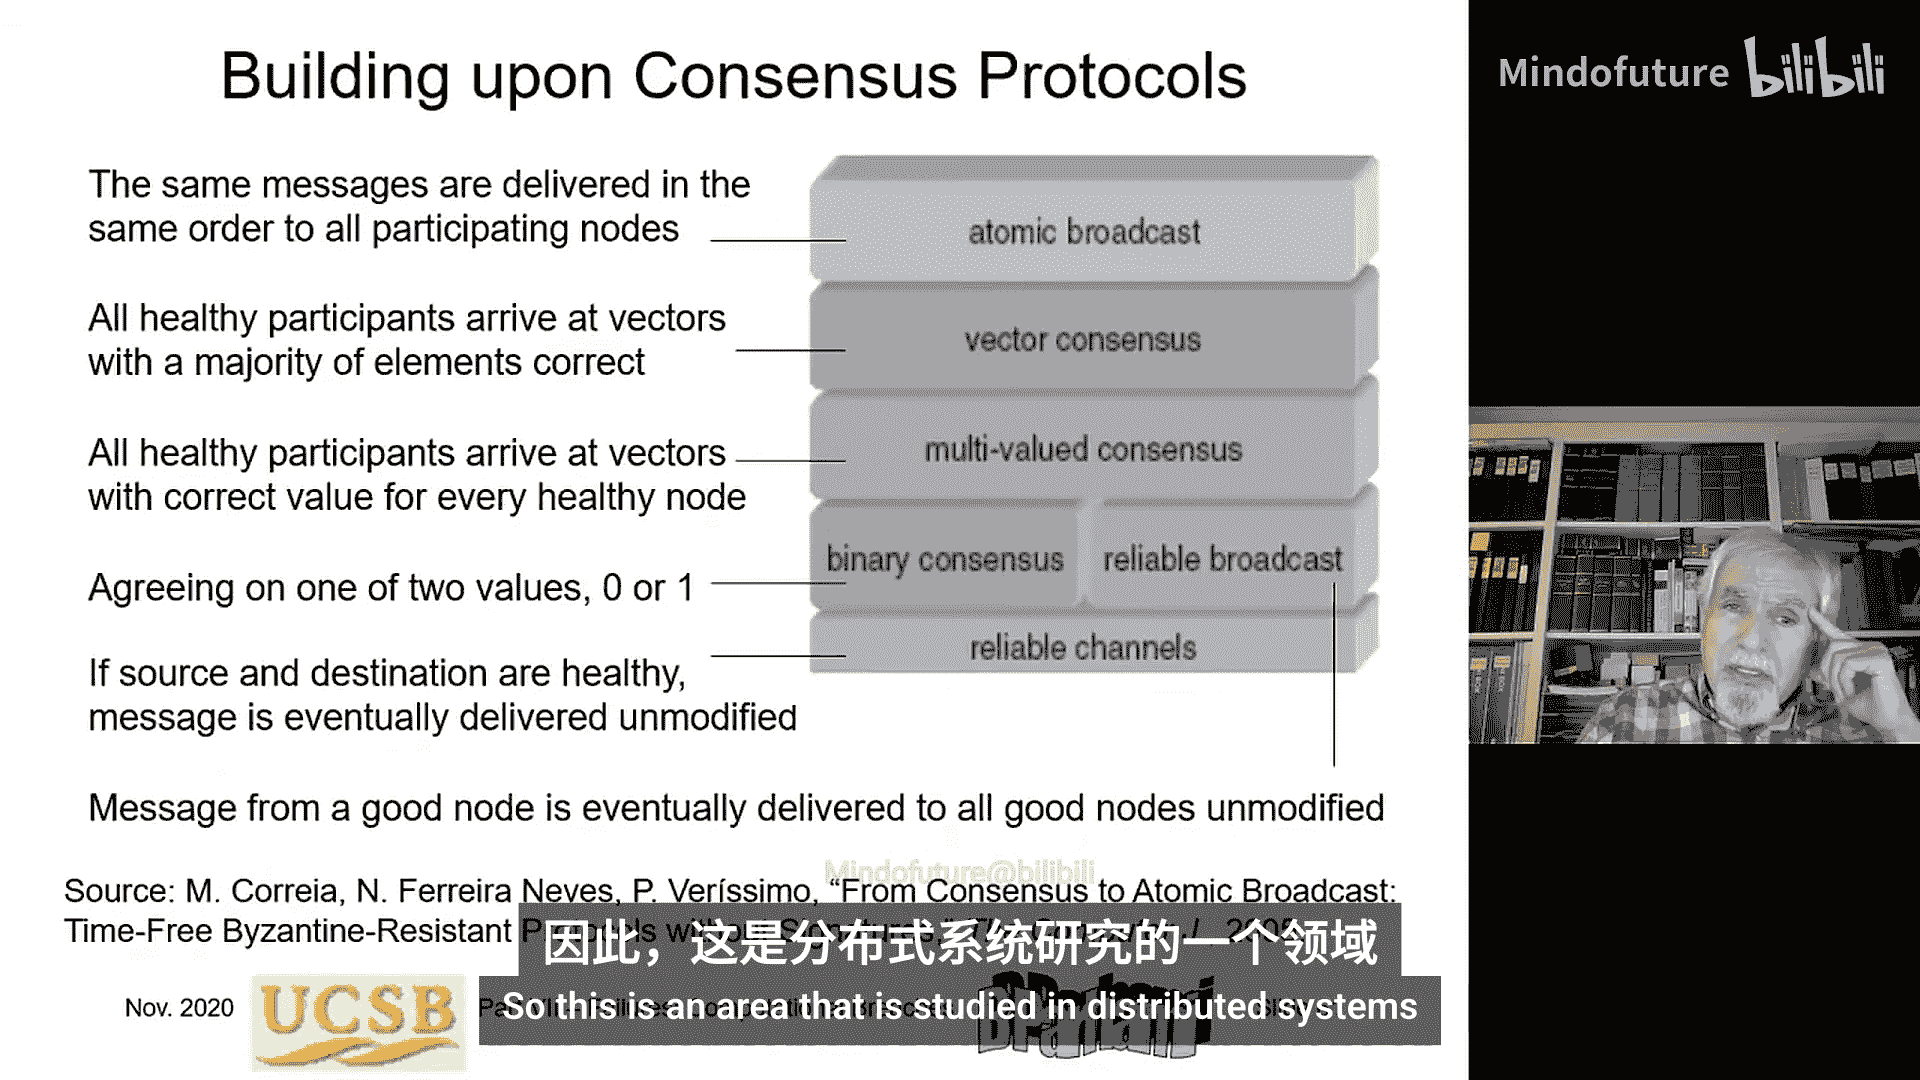 Building upon Consensus Protocols
Mindofuture bilibili
The same messages are delivered in the
same order to all participating nodes
atomic broadcast
All healthy participants arrive at vectors
with a majority of elements correct
vector consensus
All healthy participants arrive at vectors
with correct value for every healthy node
multi-valued consensus
binary consensus
reliable broadcast
Agreeing on one of two values, 0 or 1
reliable channels
If source and destination are healthy,
message is eventually delivered unmodified
Message from a good node is eventually delivered to all good nodes unmodified
Mindofuture@bilibili
Source: M. Correia, N. Ferreira Neves, P. Veríssimo, “From Consensus to Atomic Broadcast:
Time-Free Byzantine-Resistant
因此，这是分布式系统研究的一个领域
So this is an area that is studied in distributed systems
Nov. 2020
UCSB
BParhami